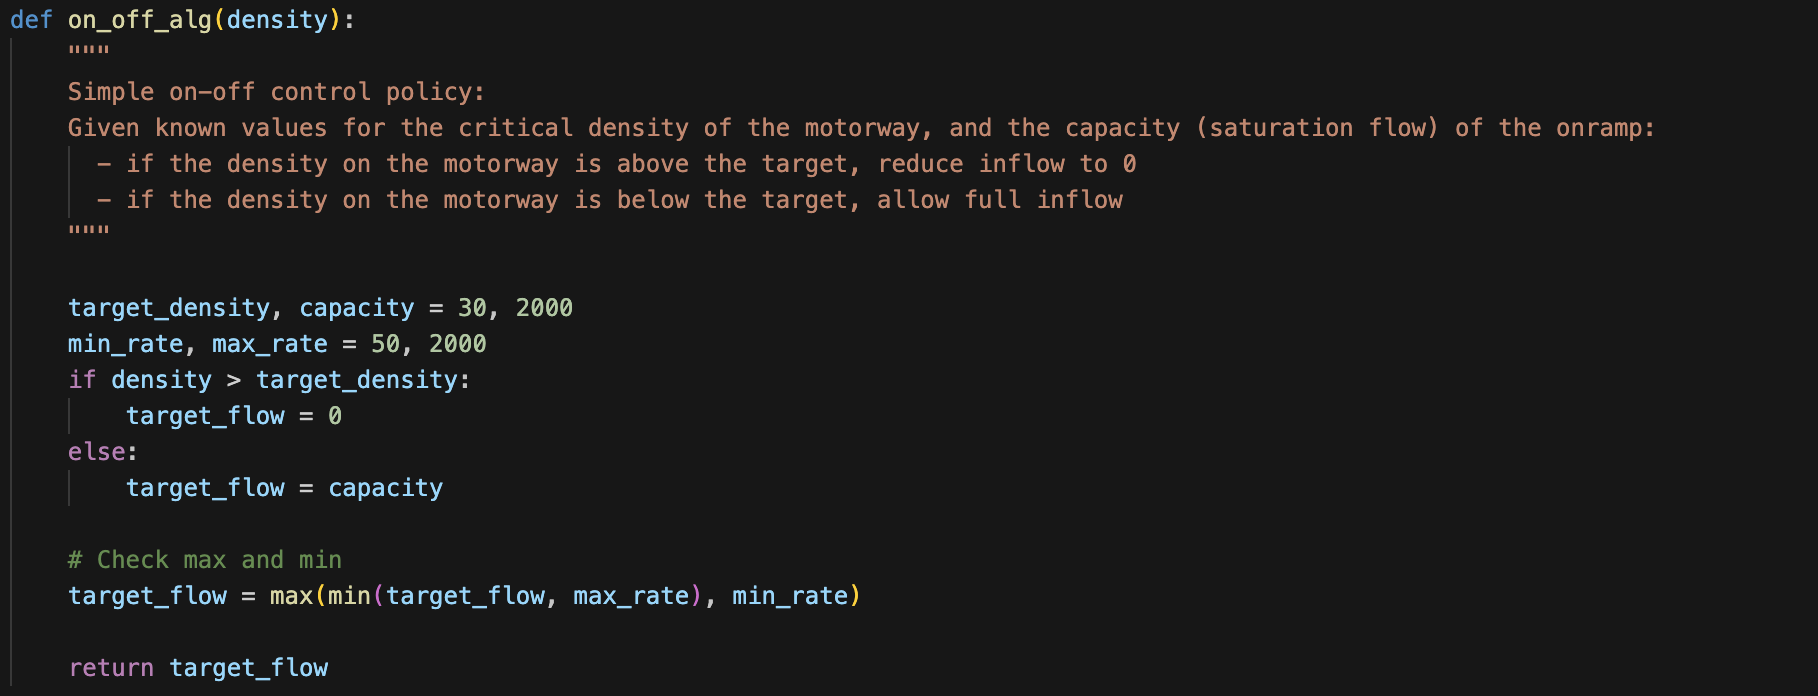 def on_off_alg(density):
"""
Simple on-off control policy:
Given known values for the critical density of the motorway, and the capacity (saturation flow) of the onramp:
- if the density on the motorway is above the target, reduce inflow to 0
- if the density on the motorway is below the target, allow full inflow
"""
target_density, capacity = 30, 2000
min_rate, max_rate = 50, 2000
if density > target_density:
target_flow = 0
else:
target_flow = capacity
# Check max and min
target_flow = max(min(target_flow, max_rate), min_rate)
return target_flow